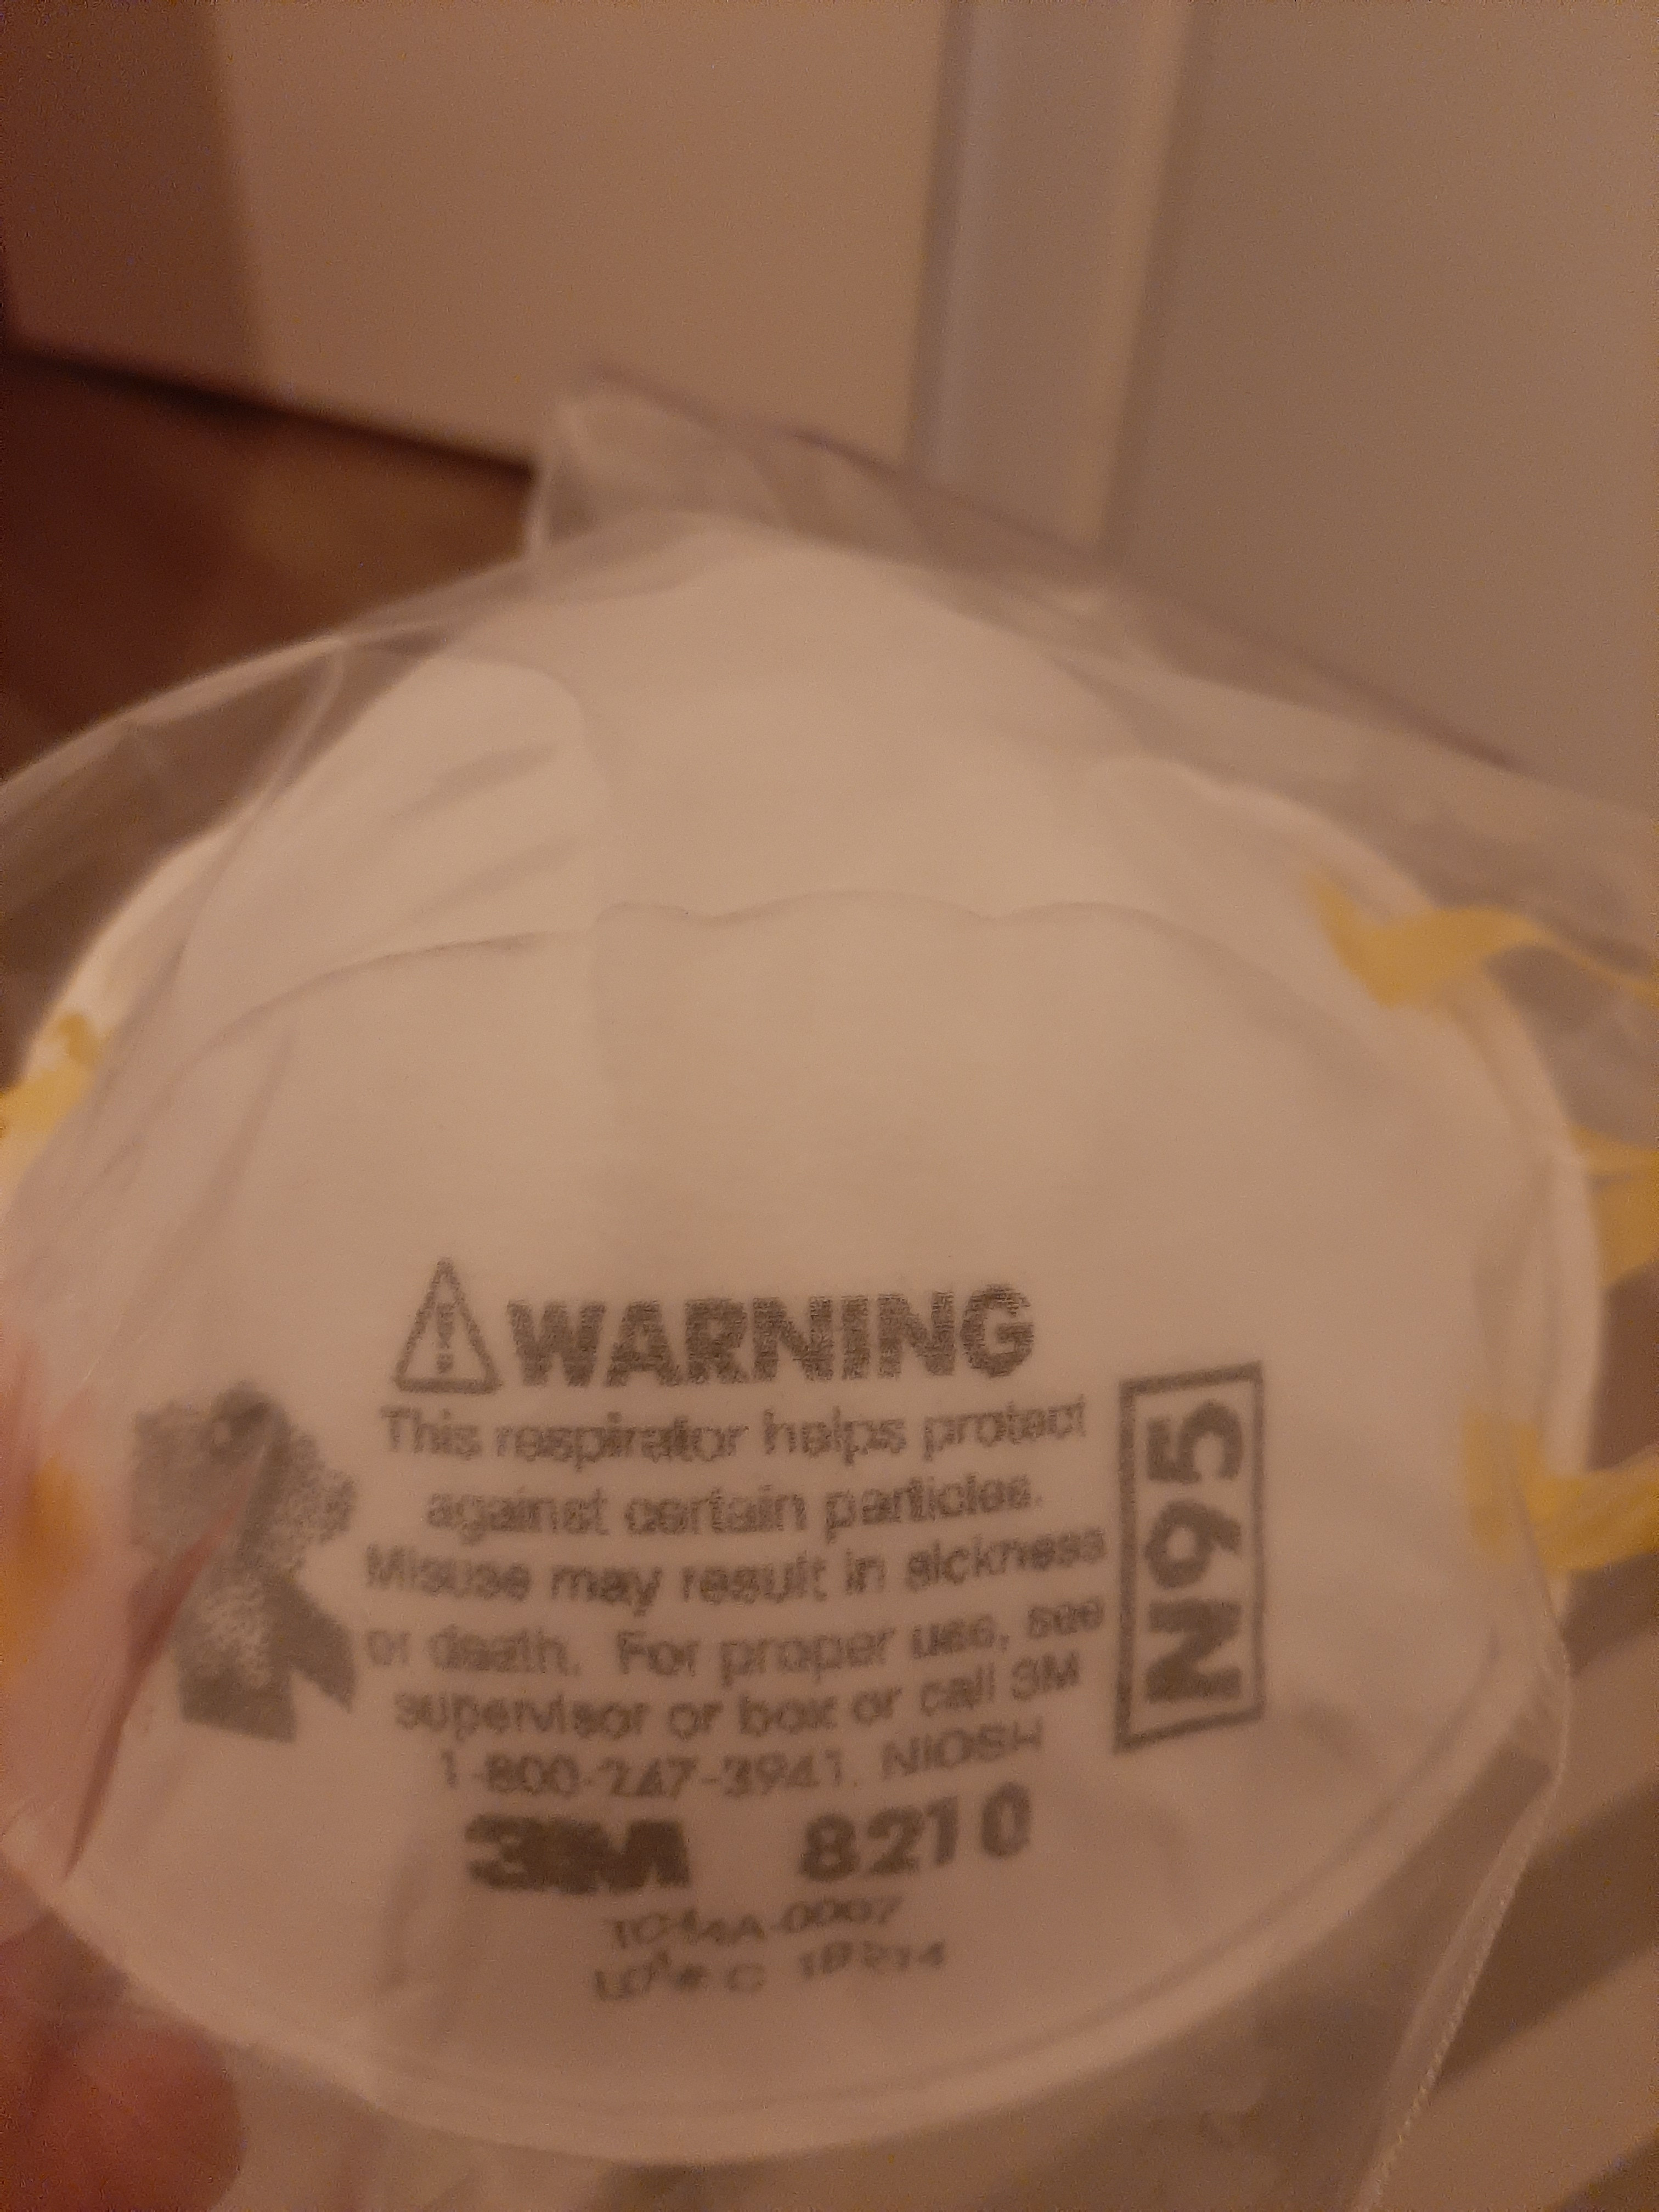 WARNING
This respirator helps protect
against certain particles.
Misuse may result in sickness
or death. For proper use, see
supervisor or box or call 3M
1-800-247-3941. NIOSH
3M 8210
N95